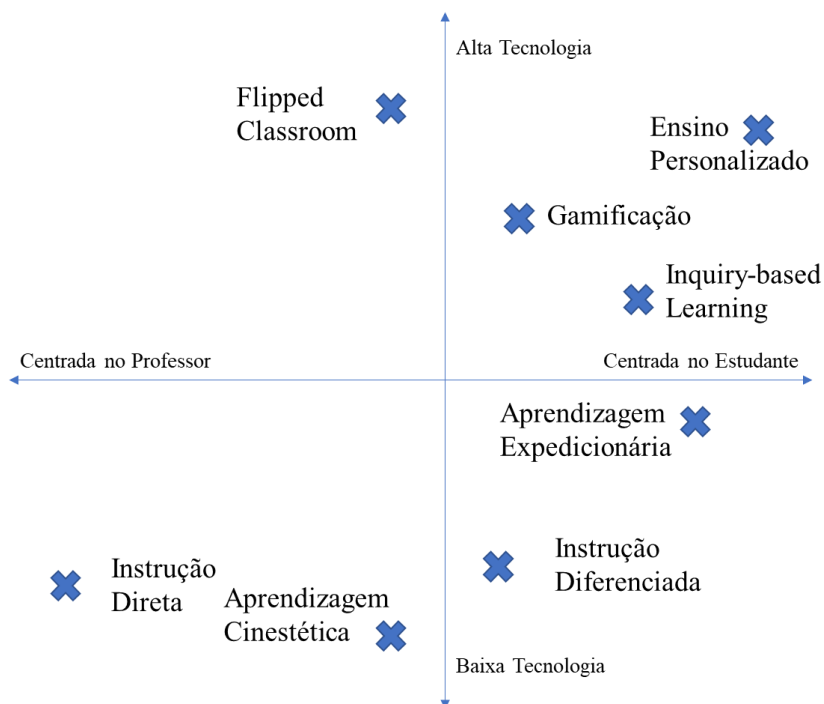 Alta Tecnologia
Flipped
Classroom
Ensino
Personalizado
Gamificação
Inquiry-based
Learning
Centrada no Professor
Centrada no Estudante
Aprendizagem
Expedicionária
Instrução
Direta
Aprendizagem
Cinestética
Instrução
Diferenciada
Baixa Tecnologia